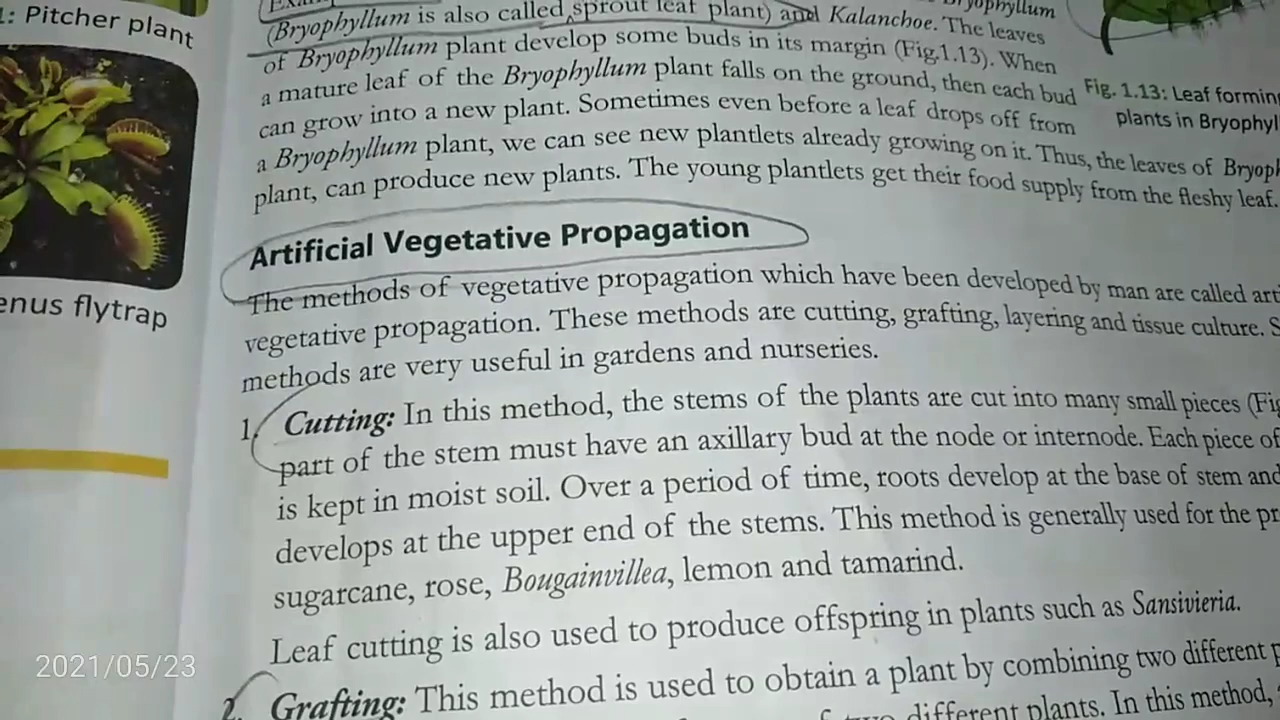 1: Pitcher plant
enus flytrap
(Bryophyllum is also called sprout leaf plant) and Kalanchoe. The leaves
of Bryophyllum plant develop some buds in its margin (Fig.1.13). When
a mature leaf of the Bryophyllum plant falls on the ground, then each bud
can grow into a new plant. Sometimes even before a leaf drops off from
a Bryophyllum plant, we can see new plantlets already growing on it. Thus, the leaves of Bryoph
plant, can produce new plants. The young plantlets get their food supply from the fleshy leaf.
Fig. 1.13: Leaf forming
plants in Bryophyl
Artificial Vegetative Propagation
The methods of vegetative propagation which have been developed by man are called arti
vegetative propagation. These methods are cutting, grafting, layering and tissue culture. S
methods are very useful in gardens and nurseries.
1. Cutting: In this method, the stems of the plants are cut into many small pieces (Fig
part of the stem must have an axillary bud at the node or internode. Each piece of
is kept in moist soil. Over a period of time, roots develop at the base of stem and
develops at the upper end of the stems. This method is generally used for the pr
sugarcane, rose, Bougainvillea, lemon and tamarind.
Leaf cutting is also used to produce offspring in plants such as Sansivieria.
2. Grafting: This method is used to obtain a plant by combining two different p
different plants. In this method,
2021/05/23